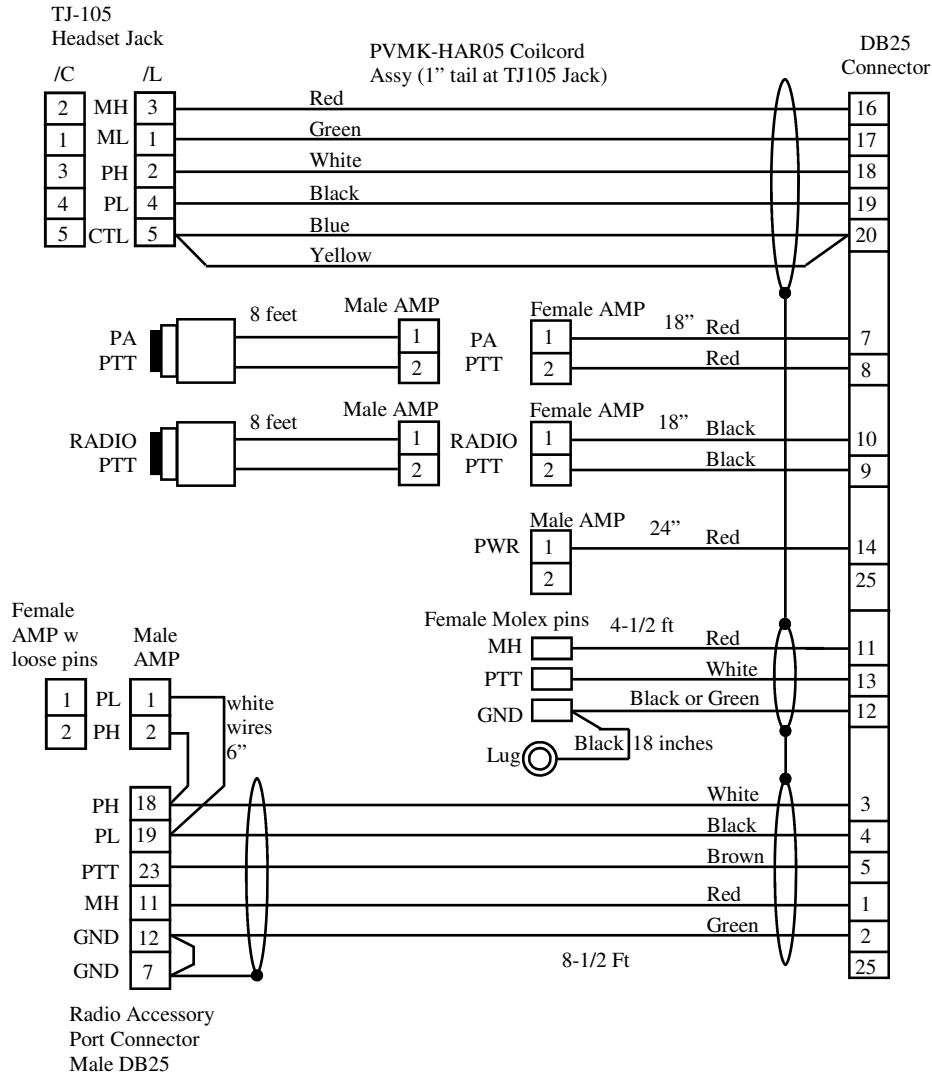 TJ-105
Headset Jack
/C /L
PVMK-HAR05 Coilcord
Assy (1” tail at TJ105 Jack)
DB25
Connector
2 MH 3 Red 16
1 ML 1 Green 17
3 PH 2 White 18
4 PL 4 Black 19
5 CTL 5 Blue 20
Yellow
PA
PTT
8 feet
Male AMP
1
2
PA
PTT
Female AMP
1 18” Red 7
2 Red 8
RADIO
PTT
8 feet
Male AMP
1
2
RADIO
PTT
Female AMP
1 18” Black 10
2 Black 9
Male AMP
PWR 1 24” Red 14
2 25
Female Molex pins
4-1/2 ft
MH Red 11
PTT White 13
GND Black or Green 12
Lug Black 18 inches
Female
AMP w
loose pins
Male
AMP
1 PL 1
2 PH 2
white
wires
6”
PH 18 White 3
PL 19 Black 4
PTT 23 Brown 5
MH 11 Red 1
GND 12 Green 2
GND 7 8-1/2 Ft 25
Radio Accessory
Port Connector
Male DB25